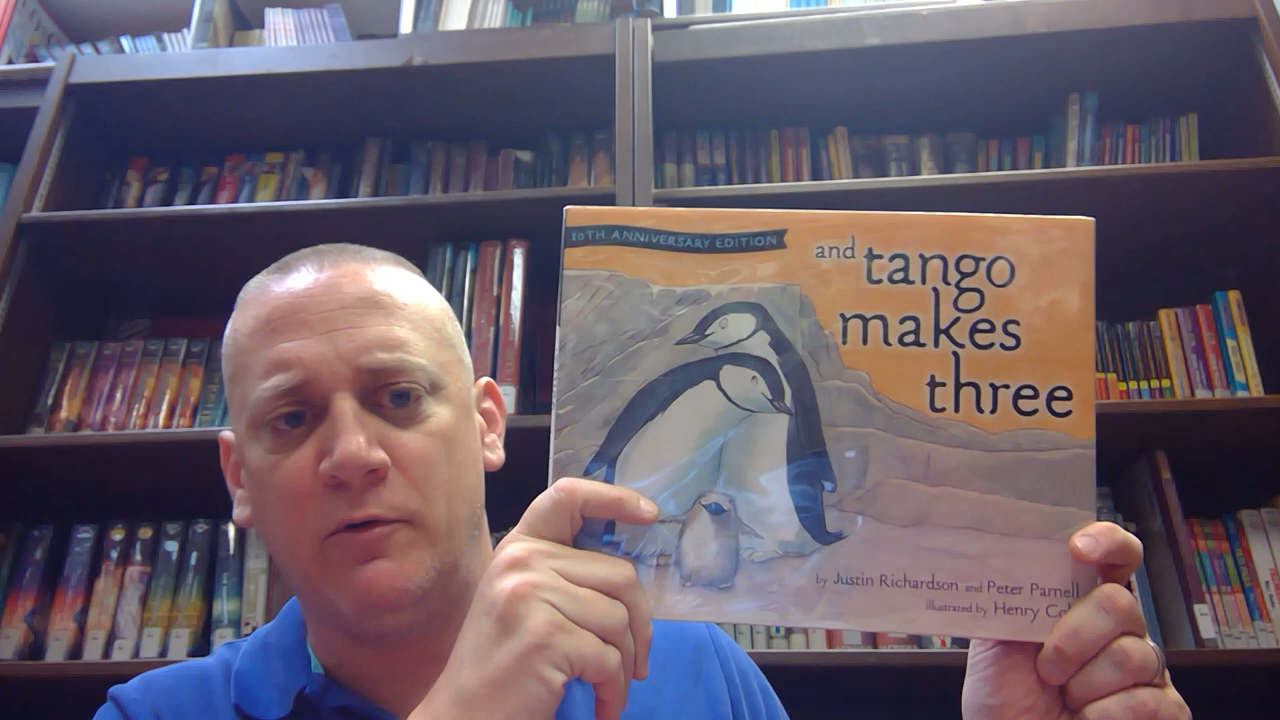 10TH ANNIVERSARY EDITION
and tango
makes
three
by Justin Richardson and Peter Parnell
illustrated by Henry